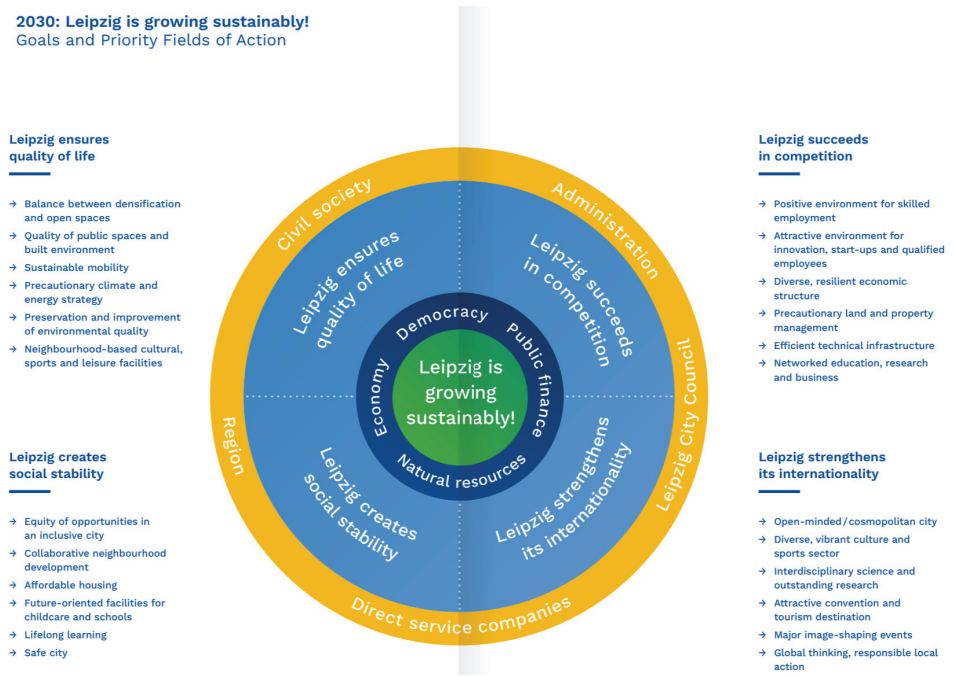 2030: Leipzig is growing sustainably!
Goals and Priority Fields of Action
Leipzig ensures
quality of life
→ Balance between densification
and open spaces
→ Quality of public spaces and
built environment
→ Sustainable mobility
→ Precautionary climate and
energy strategy
→ Preservation and improvement
of environmental quality
→ Neighbourhood-based cultural,
sports and leisure facilities
Leipzig creates
social stability
→ Equity of opportunities in
an inclusive city
→ Collaborative neighbourhood
development
→ Affordable housing
→ Future-oriented facilities for
childcare and schools
→ Lifelong learning
→ Safe city
Civil society
Administration
Leipzig City Council
Direct service companies
Region
Leipzig ensures
quality of life
Leipzig succeeds
in competition
Leipzig creates
social stability
Leipzig strengthens
its internationality
Democracy
Public finance
Natural resources
Economy
Leipzig is
growing
sustainably!
Leipzig succeeds
in competition
→ Positive environment for skilled
employment
→ Attractive environment for
innovation, start-ups and qualified
employees
→ Diverse, resilient economic
structure
→ Precautionary land and property
management
→ Efficient technical infrastructure
→ Networked education, research
and business
Leipzig strengthens
its internationality
→ Open-minded / cosmopolitan city
→ Diverse, vibrant culture and
sports sector
→ Interdisciplinary science and
outstanding research
→ Attractive convention and
tourism destination
→ Major image-shaping events
→ Global thinking, responsible local
action